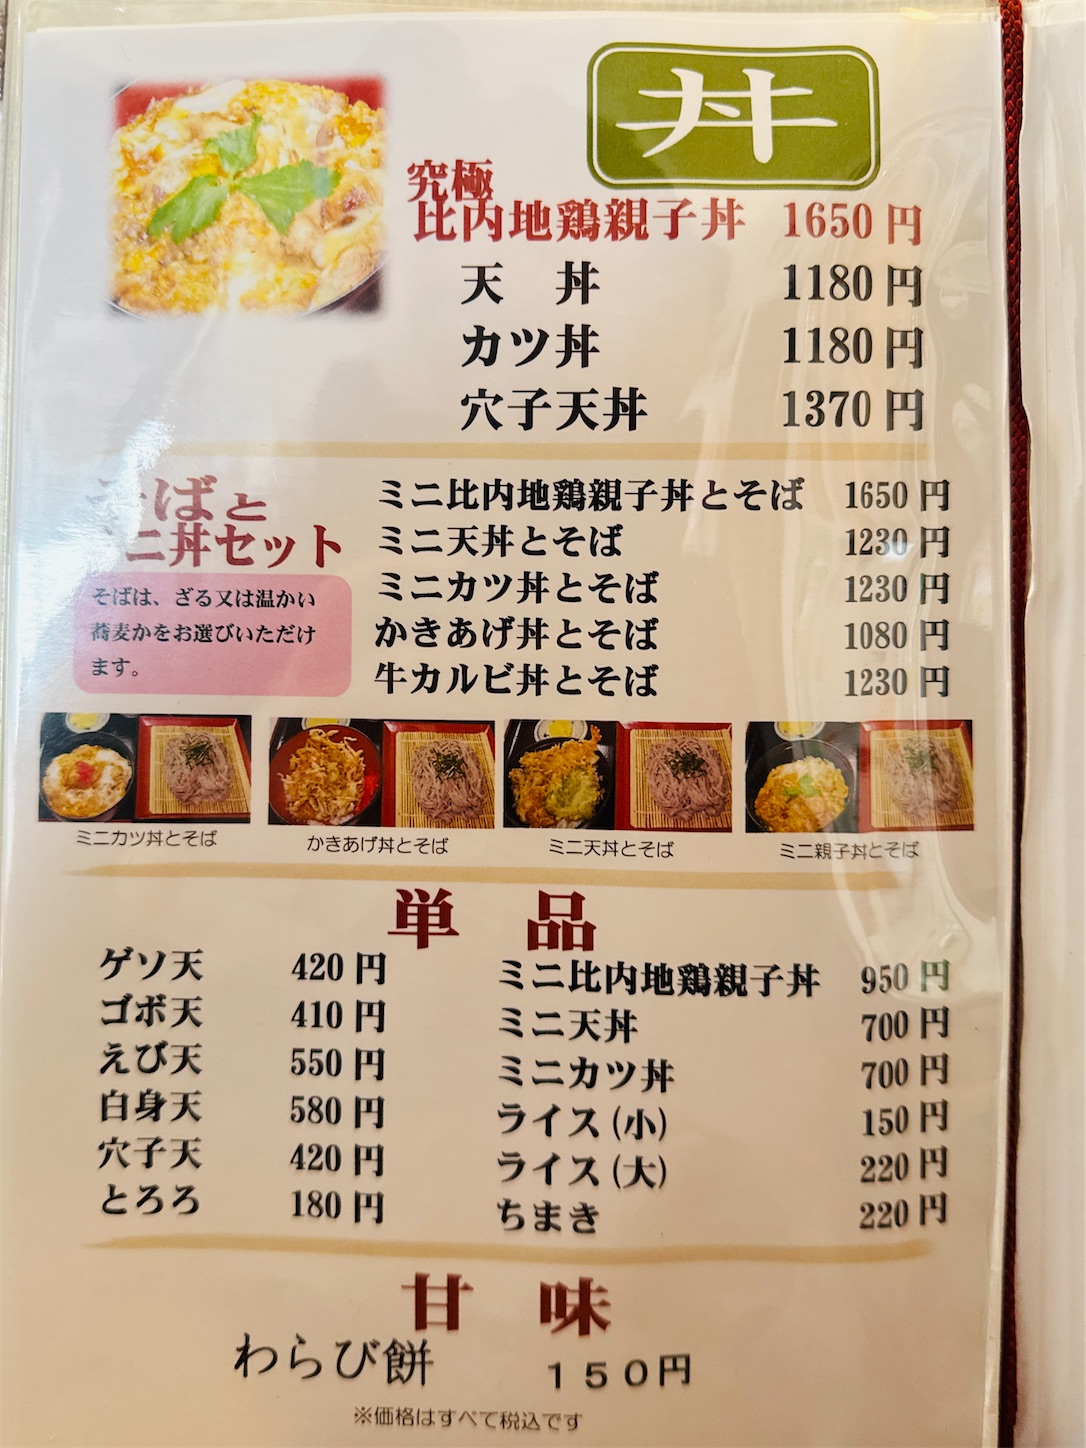 丼
究極
比内地鶏親子丼 1650円
天 丼 1180円
カツ丼 1180円
穴子天丼 1370円
そばと
ミニ丼セット
そばは、ざる又は温かい
蕎麦かをお選びいただけ
ます。
ミニ比内地鶏親子丼とそば 1650円
ミニ天丼とそば 1230円
ミニカツ丼とそば 1230円
かきあげ丼とそば 1080円
牛カルビ丼とそば 1230円
ミニカツ丼とそば
かきあげ丼とそば
ミニ天丼とそば
ミニ親子丼とそば
単 品
ゲソ天 420円
ゴボ天 410円
えび天 550円
白身天 580円
穴子天 420円
とろろ 180円
ミニ比内地鶏親子丼 950円
ミニ天丼 700円
ミニカツ丼 700円
ライス(小) 150円
ライス(大) 220円
ちまき 220円
甘 味
わらび餅 150円
※価格はすべて税込です